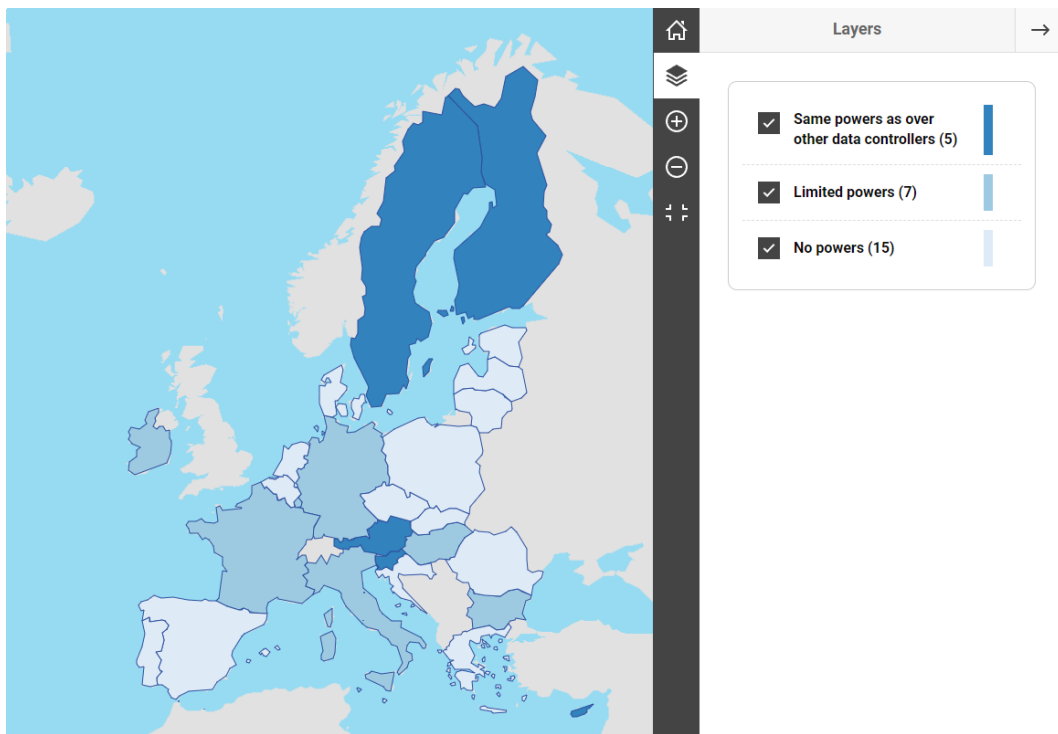 Layers
Same powers as over
other data controllers (5)
Limited powers (7)
No powers (15)